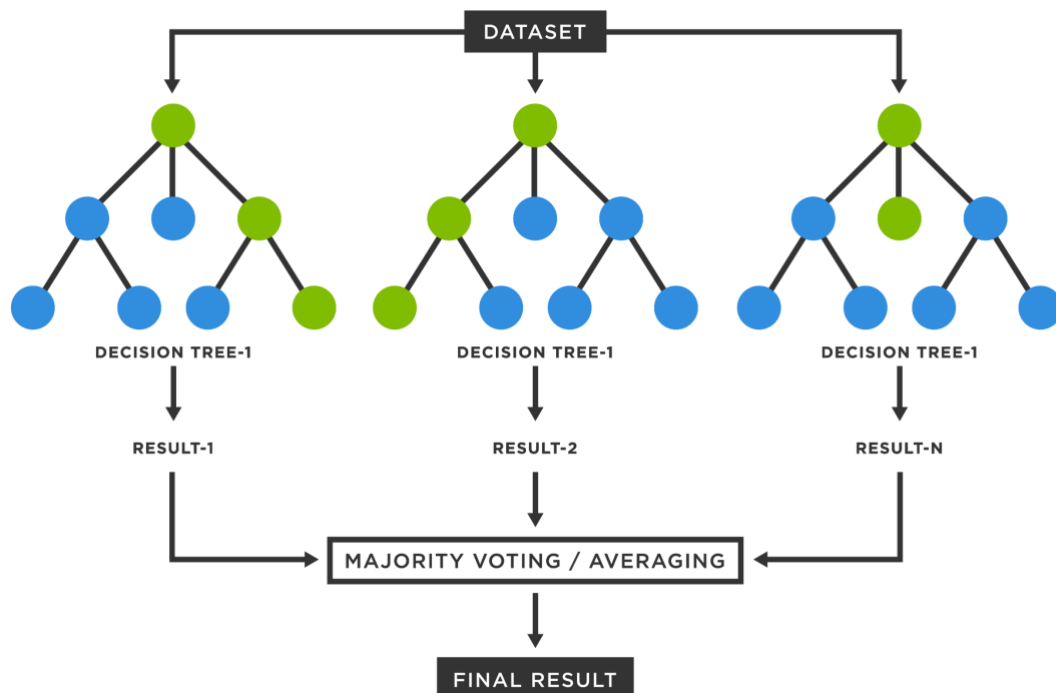 DATASET
DECISION TREE-1
DECISION TREE-1
DECISION TREE-1
RESULT-1
RESULT-2
RESULT-N
MAJORITY VOTING / AVERAGING
FINAL RESULT